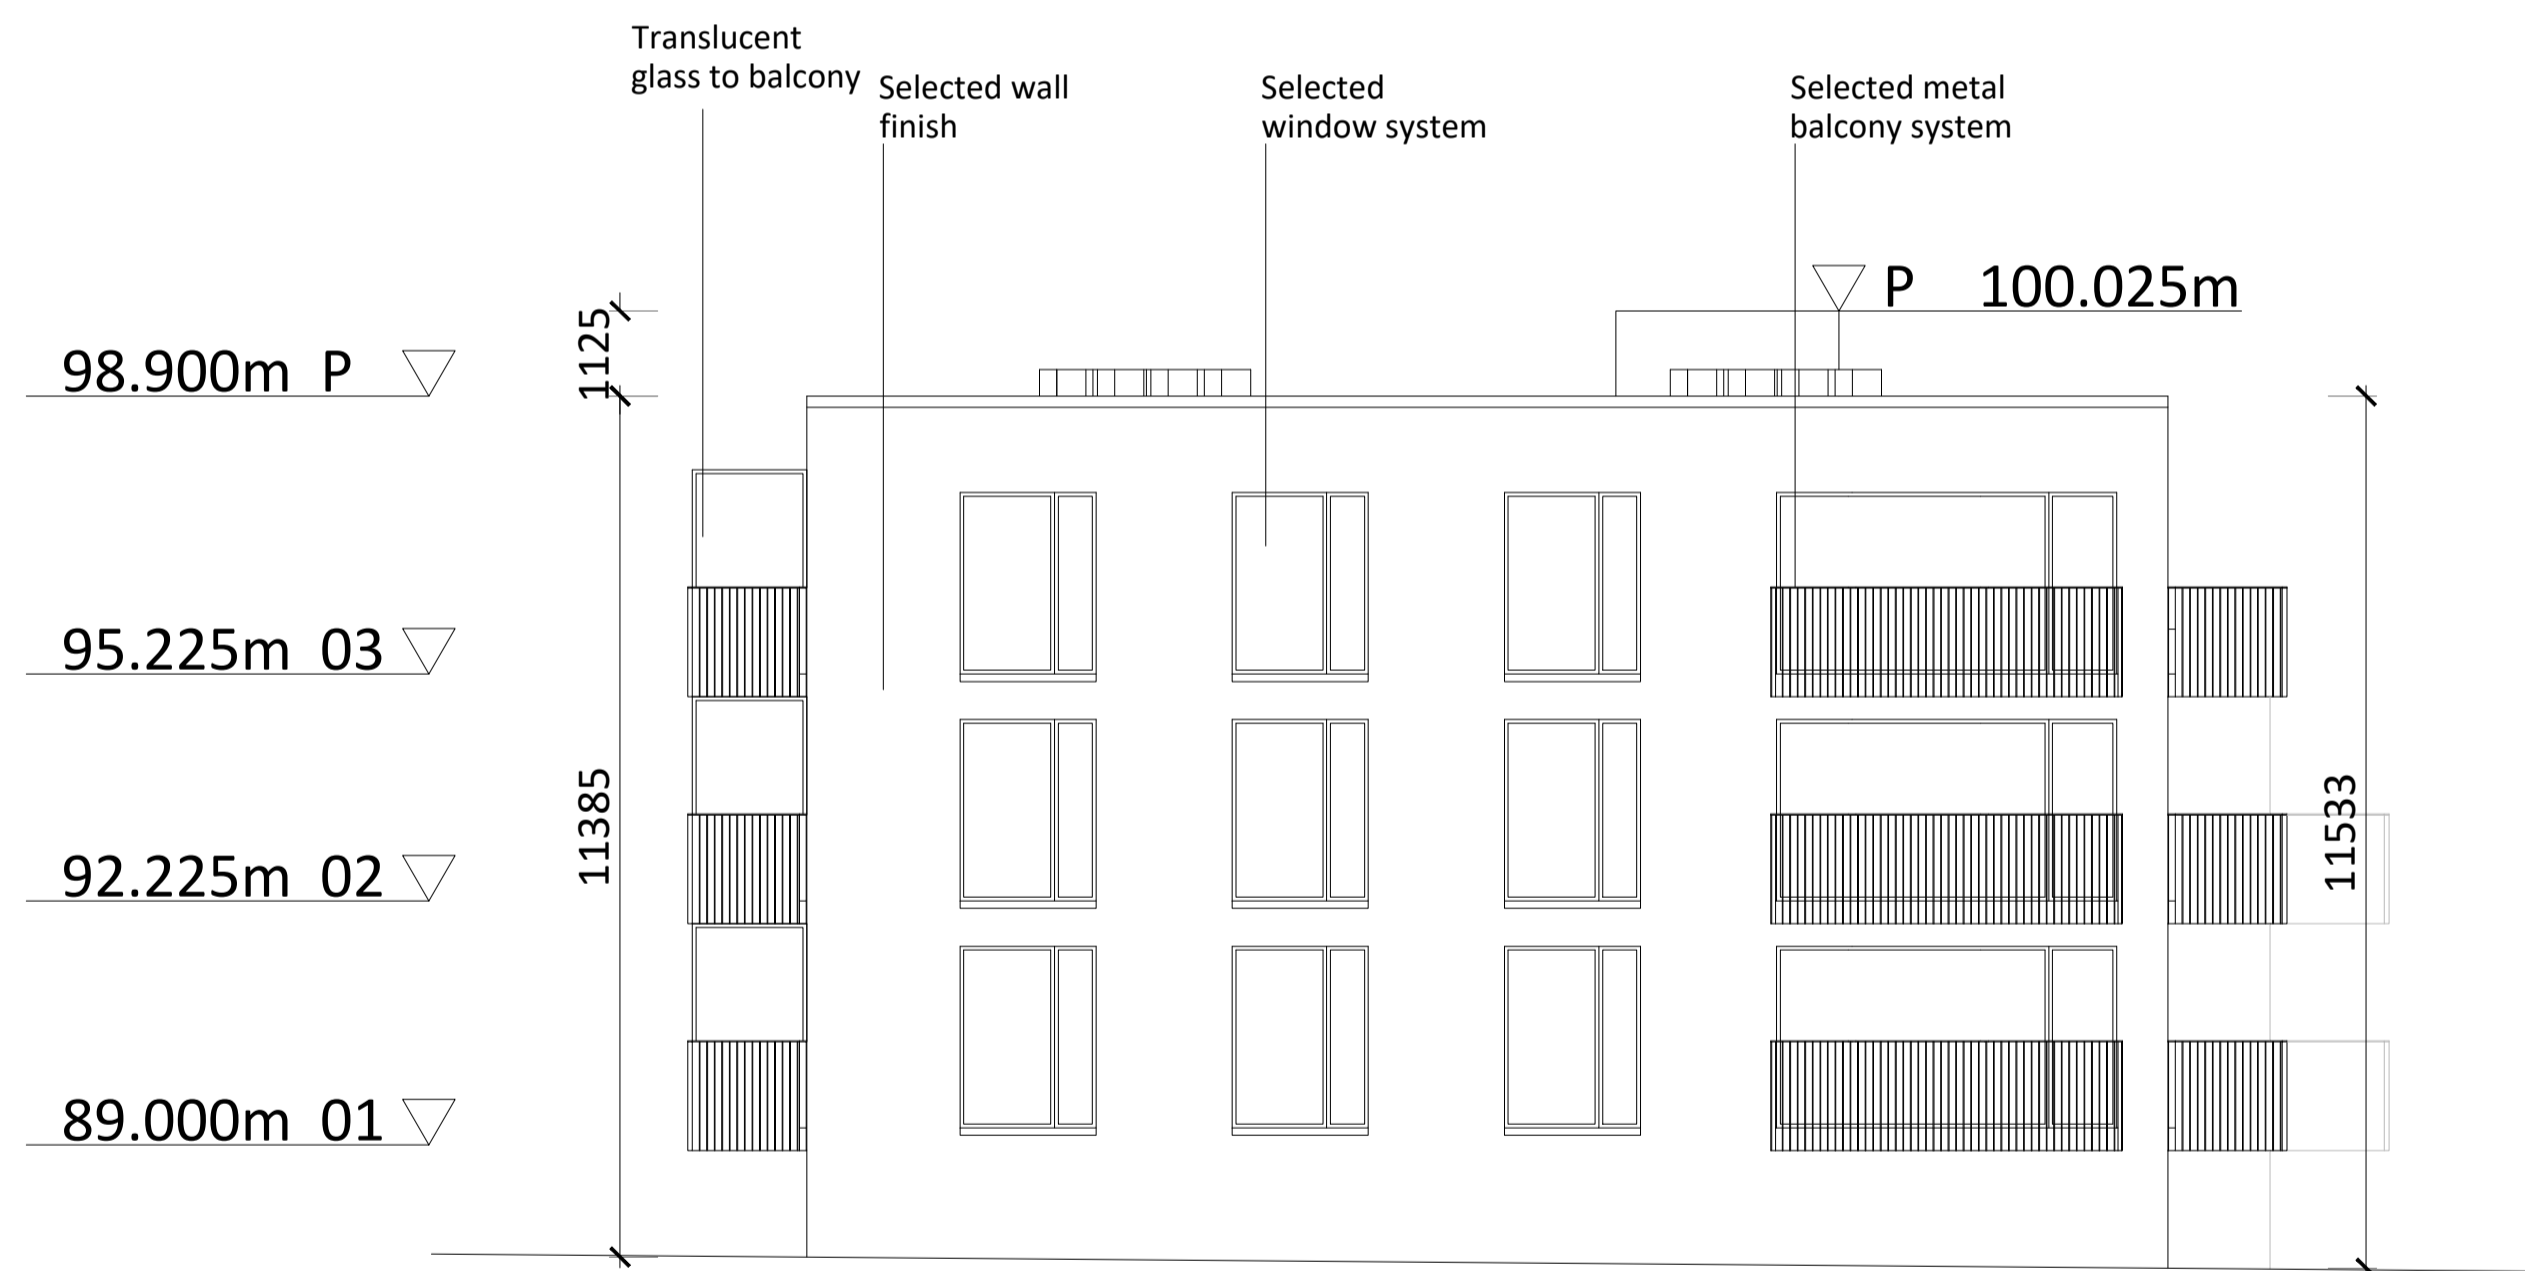 Translucent
glass to balcony
Selected wall
finish
Selected
window system
Selected metal
balcony system
P 100.025m
1125
98.900m P
95.225m 03
11385
11533
92.225m 02
89.000m 01